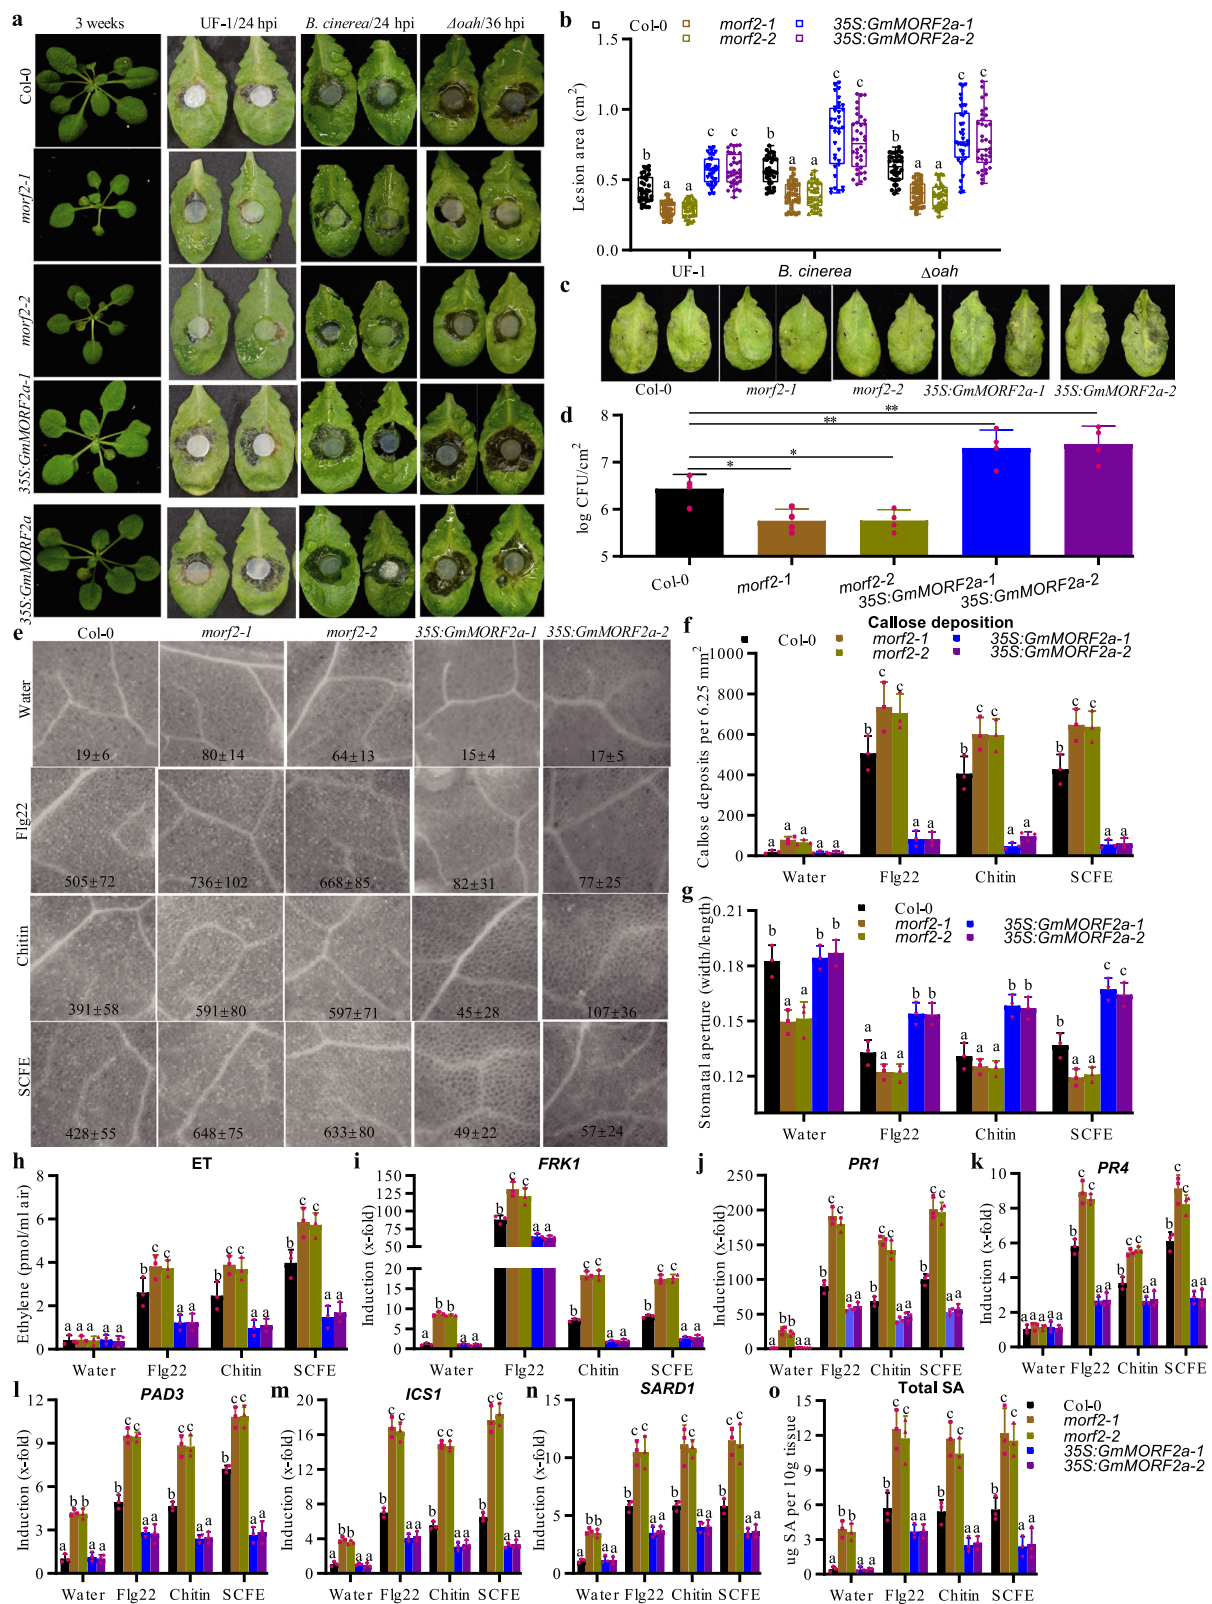 a
3 weeks
UF-1/24 hpi
B. cinerea/24 hpi
Δoah/36 hpi
Col-0
morf2-1
morf2-2
35S:GmMORF2a-1
35S:GmMORF2a
b
Col-0
morf2-1
35S:GmMORF2a-1
morf2-2
35S:GmMORF2a-2
Lesion area (cm²)
1.5
1.0
0.5
0.0
b a a c c
b a a c c
b a a c c
UF-1
B. cinerea
Δoah
c
Col-0
morf2-1
morf2-2
35S:GmMORF2a-1
35S:GmMORF2a-2
d
log CFU/cm²
8
7
6
5
**
**
*
*
Col-0
morf2-1
morf2-2
35S:GmMORF2a-1
35S:GmMORF2a-2
e
Col-0
morf2-1
morf2-2
35S:GmMORF2a-1
35S:GmMORF2a-2
Water
19±6
80±14
64±13
15±4
17±5
Flg22
505±72
736±102
668±85
82±31
77±25
Chitin
391±58
591±80
597±71
45±28
107±36
SCFE
428±55
648±75
633±80
49±22
57±24
f
Callose deposition
Col-0
morf2-1
35S:GmMORF2a-1
morf2-2
35S:GmMORF2a-2
Callose deposits per 6.25 mm²
1000
800
600
400
200
0
a a a a a
b c c a a
b c c a a
b c c a a
Water
Flg22
Chitin
SCFE
g
Col-0
morf2-1
35S:GmMORF2a-1
morf2-2
35S:GmMORF2a-2
Stomatal aperture (width/length)
0.21
0.18
0.15
0.12
b a a b b
a a a b b
a a a b b
b a a c c
Water
Flg22
Chitin
SCFE
h
ET
Ethylene (pmol/ml air)
8
6
4
2
0
a a a a a
b c c a a
b c c a a
b c c a a
Water
Flg22
Chitin
SCFE
i
FRK1
Induction (x-fold)
150
125
100
75
50
20
10
0
a b b a a
b c c a a
b c c a a
b c c a a
Water
Flg22
Chitin
SCFE
j
PR1
Induction (x-fold)
250
200
150
100
50
0
a b b a a
b c c a a
b c c a a
b c c a a
Water
Flg22
Chitin
SCFE
k
PR4
Induction (x-fold)
10
8
6
4
2
0
a a a a a
b c c a a
b c c a a
b c c a a
Water
Flg22
Chitin
SCFE
l
PAD3
Induction (x-fold)
12
9
6
3
0
a b b a a
b c c a a
b c c a a
b c c a a
Water
Flg22
Chitin
SCFE
m
ICS1
Induction (x-fold)
20
16
12
8
4
0
a b b a a
b c c a a
b c c a a
b c c a a
Water
Flg22
Chitin
SCFE
n
SARD1
Induction (x-fold)
15
10
5
0
a b b a a
b c c a a
b c c a a
b c c a a
Water
Flg22
Chitin
SCFE
o
Total SA
ug SA per 10g tissue
15
12
9
6
3
0
a b b a a
b c c a a
b c c a a
b c c a a
Water
Flg22
Chitin
SCFE
Col-0
morf2-1
morf2-2
35S:GmMORF2a-1
35S:GmMORF2a-2